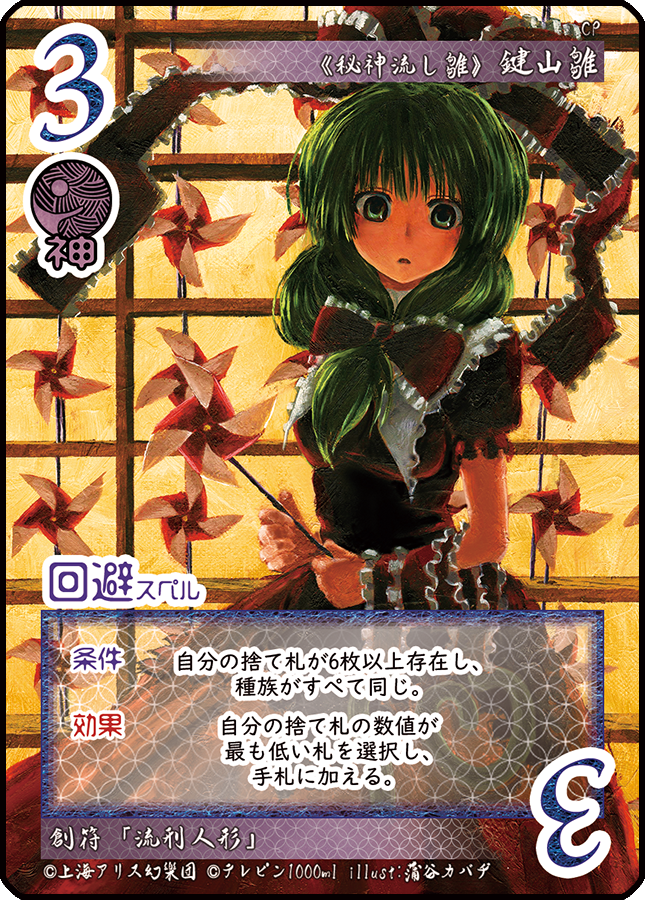 CP
3
《秘神流し雛》 鍵山雛
神
回避スペル
条件
自分の捨て札が6枚以上存在し、
種族がすべて同じ。
効果
自分の捨て札の数値が
最も低い札を選択し、
手札に加える。
3
創符 「流刑人形」
©上海アリス幻樂団 ©テレピン1000ml illust:蒲谷カバヂ